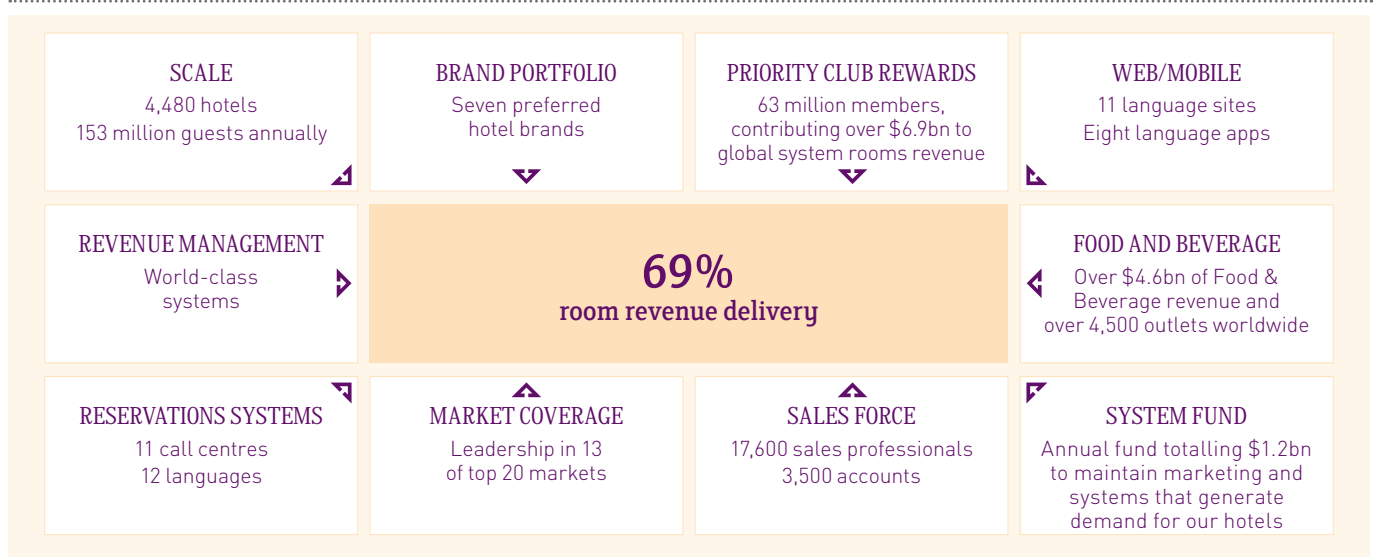 SCALE
4,480 hotels
153 million guests annually
BRAND PORTFOLIO
Seven preferred
hotel brands
PRIORITY CLUB REWARDS
63 million members,
contributing over $6.9bn to
global system rooms revenue
WEB/MOBILE
11 language sites
Eight language apps
REVENUE MANAGEMENT
World-class
systems
69%
room revenue delivery
FOOD AND BEVERAGE
Over $4.6bn of Food &
Beverage revenue and
over 4,500 outlets worldwide
RESERVATIONS SYSTEMS
11 call centres
12 languages
MARKET COVERAGE
Leadership in 13
of top 20 markets
SALES FORCE
17,600 sales professionals
3,500 accounts
SYSTEM FUND
Annual fund totalling $1.2bn
to maintain marketing and
systems that generate
demand for our hotels